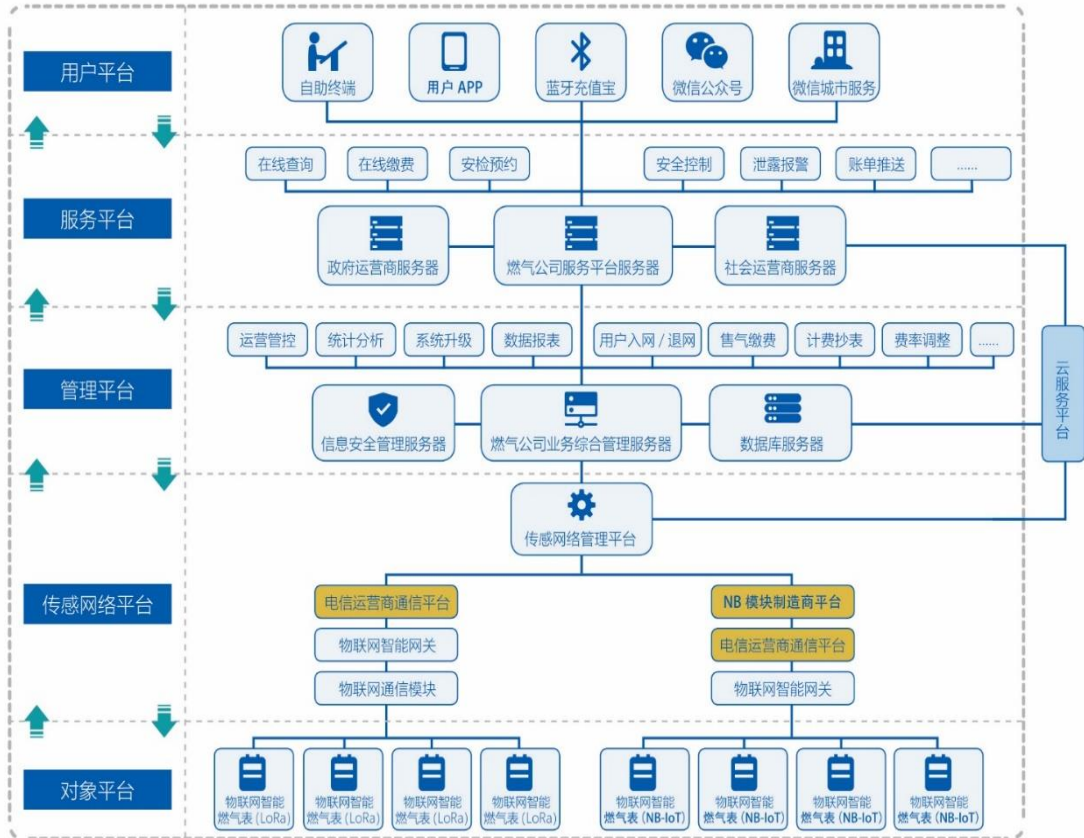 用户平台
自助终端
用户 APP
蓝牙充值宝
微信公众号
微信城市服务
服务平台
在线查询
在线缴费
安检预约
安全控制
泄露报警
账单推送
......
政府运营商服务器
燃气公司服务平台服务器
社会运营商服务器
管理平台
运营管控
统计分析
系统升级
数据报表
用户入网 / 退网
售气缴费
计费抄表
费率调整
......
信息安全管理服务器
燃气公司业务综合管理服务器
数据库服务器
云服务平台
传感网络平台
传感网络管理平台
电信运营商通信平台
物联网智能网关
物联网通信模块
NB 模块制造商平台
电信运营商通信平台
物联网智能网关
对象平台
物联网智能
燃气表 (LoRa)
物联网智能
燃气表 (LoRa)
物联网智能
燃气表 (LoRa)
物联网智能
燃气表 (LoRa)
物联网智能
燃气表 (NB-IoT)
物联网智能
燃气表 (NB-IoT)
物联网智能
燃气表 (NB-IoT)
物联网智能
燃气表 (NB-IoT)